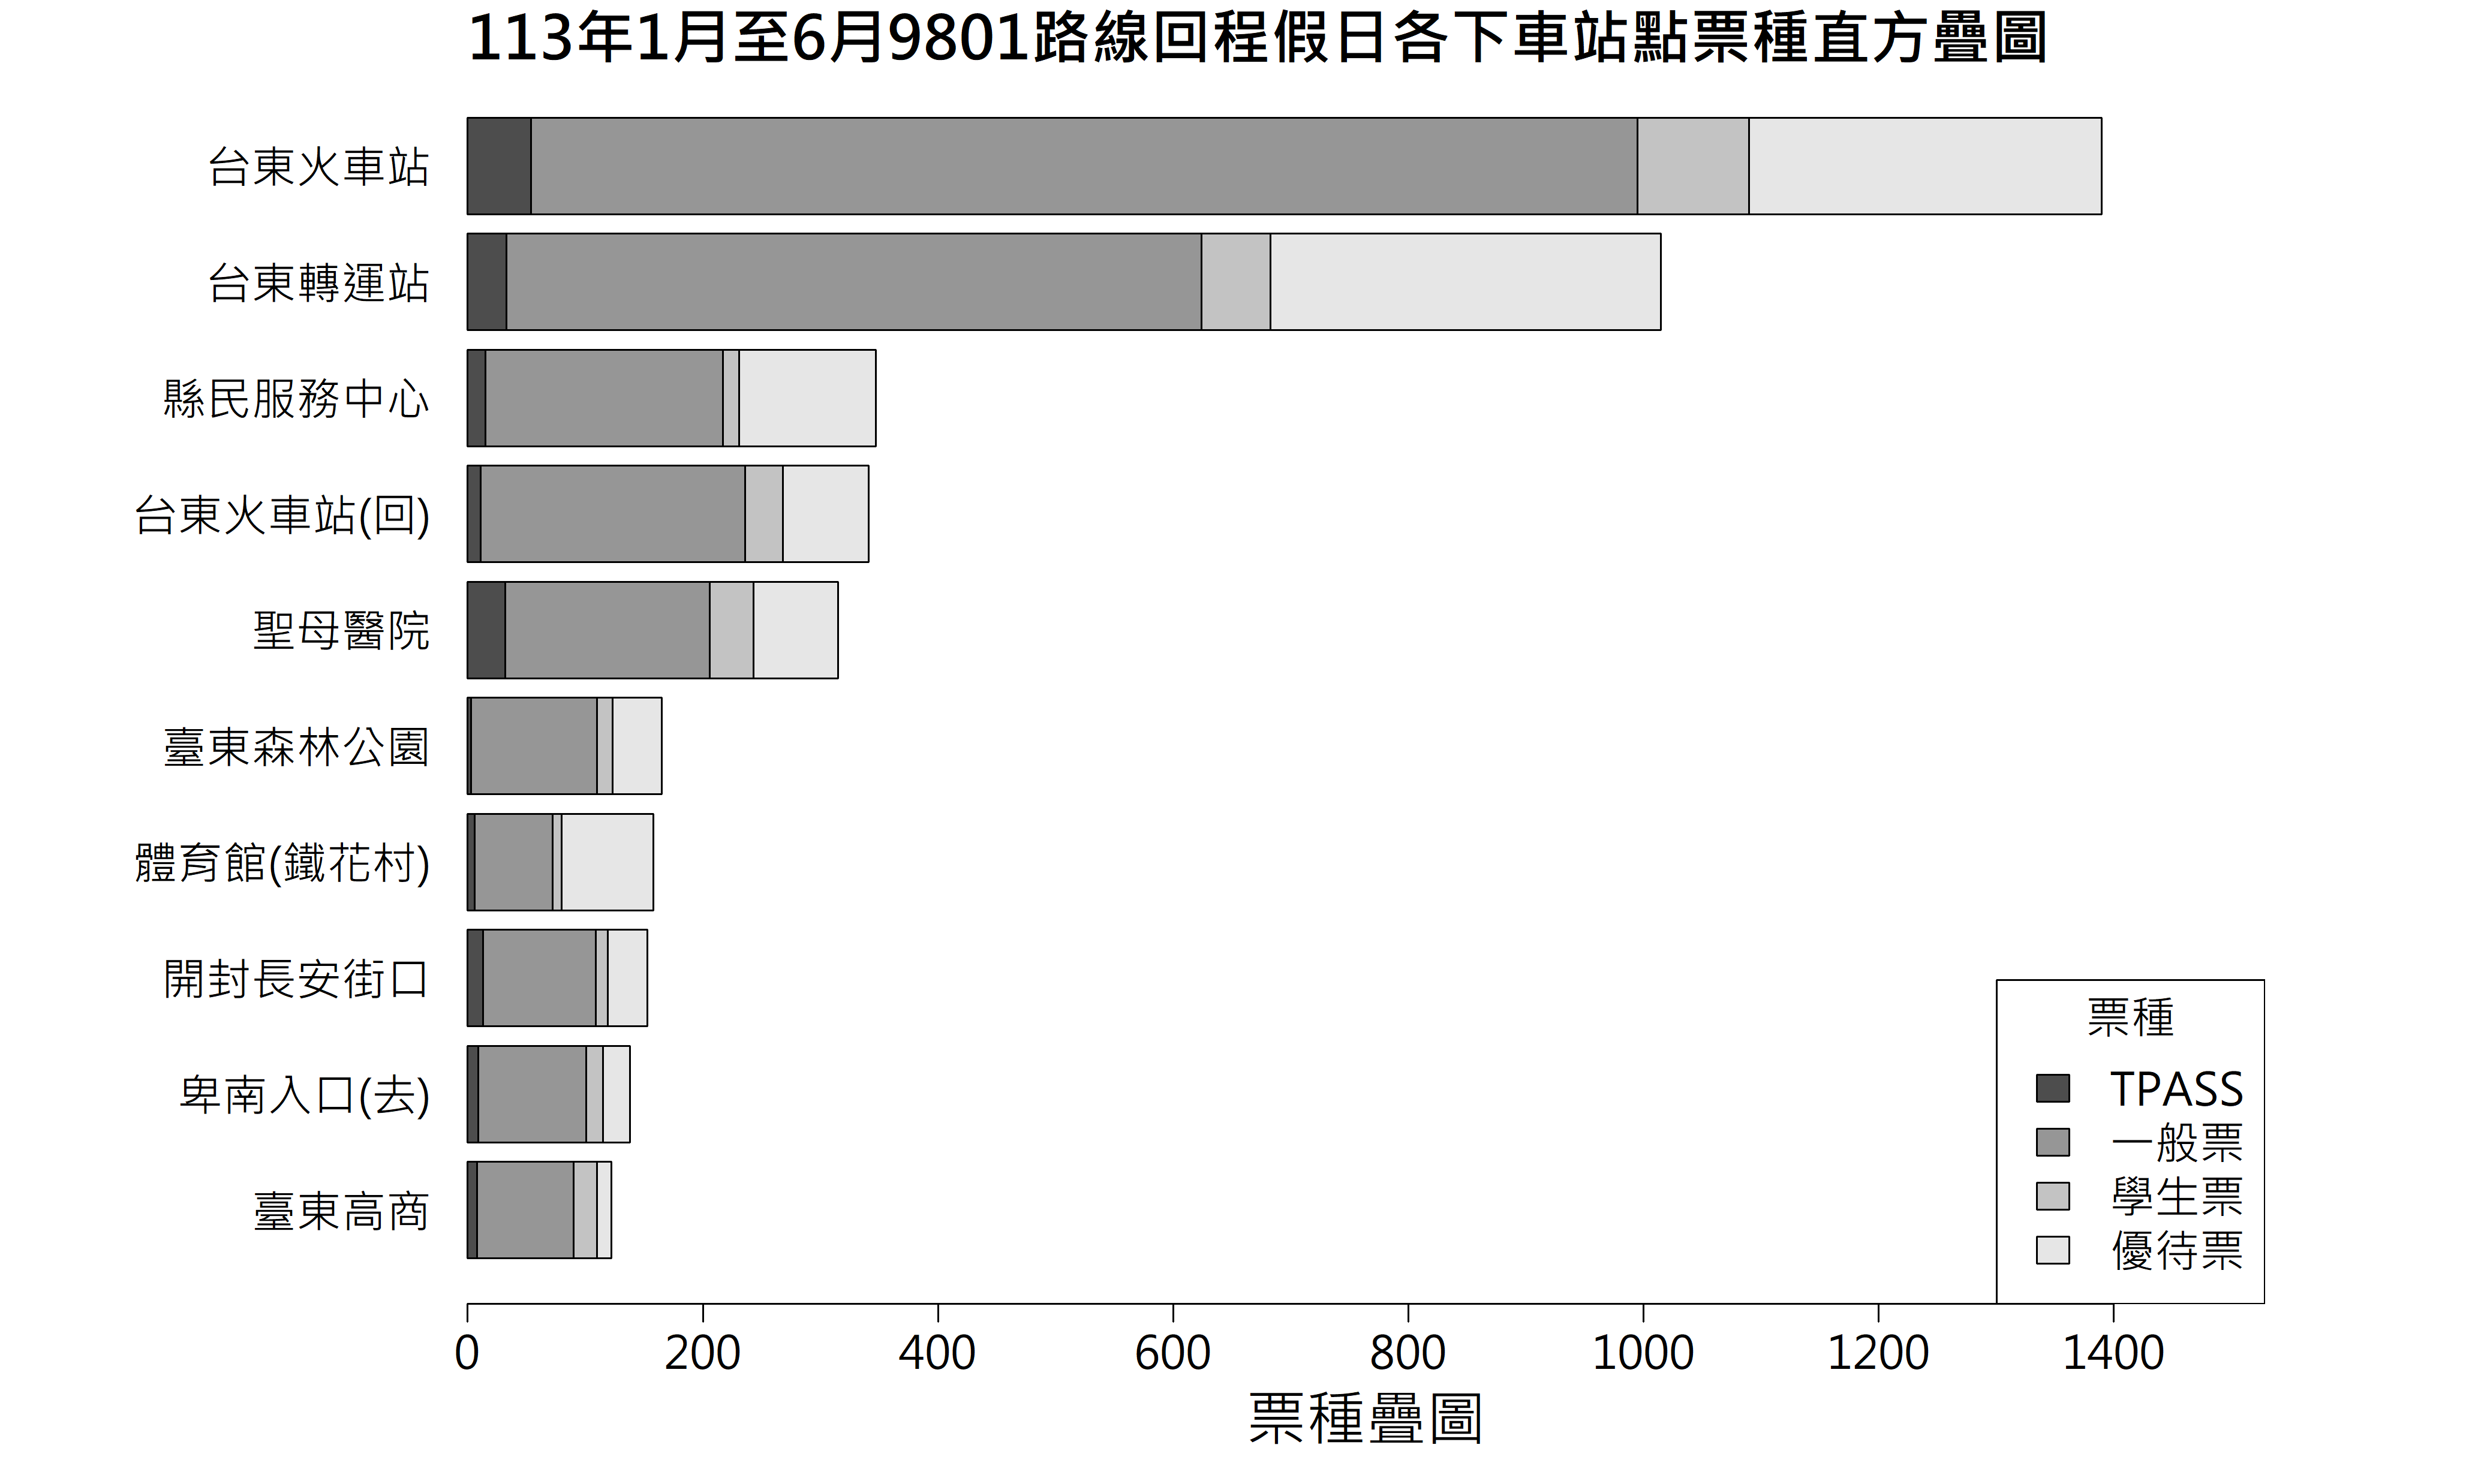 113年1月至6月9801路線回程假日各下車站點票種直方疊圖
台東火車站
台東轉運站
縣民服務中心
台東火車站(回)
聖母醫院
臺東森林公園
體育館(鐵花村)
開封長安街口
卑南入口(去)
臺東高商
票種
TPASS
一般票
學生票
優待票
0 200 400 600 800 1000 1200 1400
票種疊圖